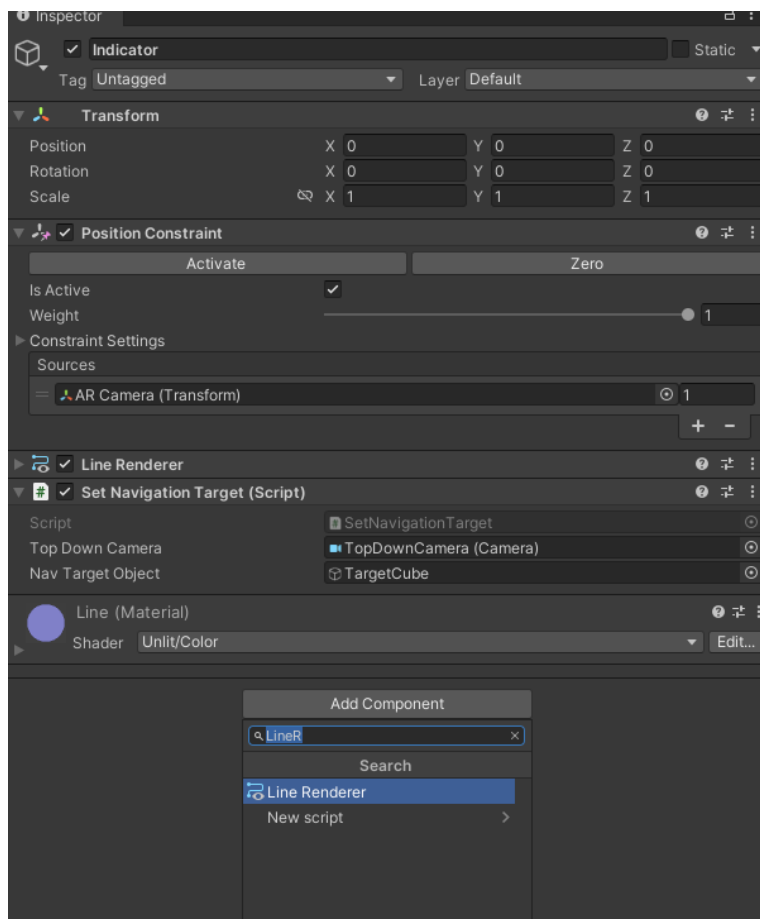 Inspector
Indicator Static
Tag Untagged Layer Default
Transform
Position X 0 Y 0 Z 0
Rotation X 0 Y 0 Z 0
Scale X 1 Y 1 Z 1
Position Constraint
Activate Zero
Is Active
Weight 1
Constraint Settings
Sources
AR Camera (Transform) 1
+ −
Line Renderer
# Set Navigation Target (Script)
Script SetNavigationTarget
Top Down Camera TopDownCamera (Camera)
Nav Target Object TargetCube
Line (Material)
Shader Unlit/Color Edit...
Add Component
LineR
Search
Line Renderer
New script